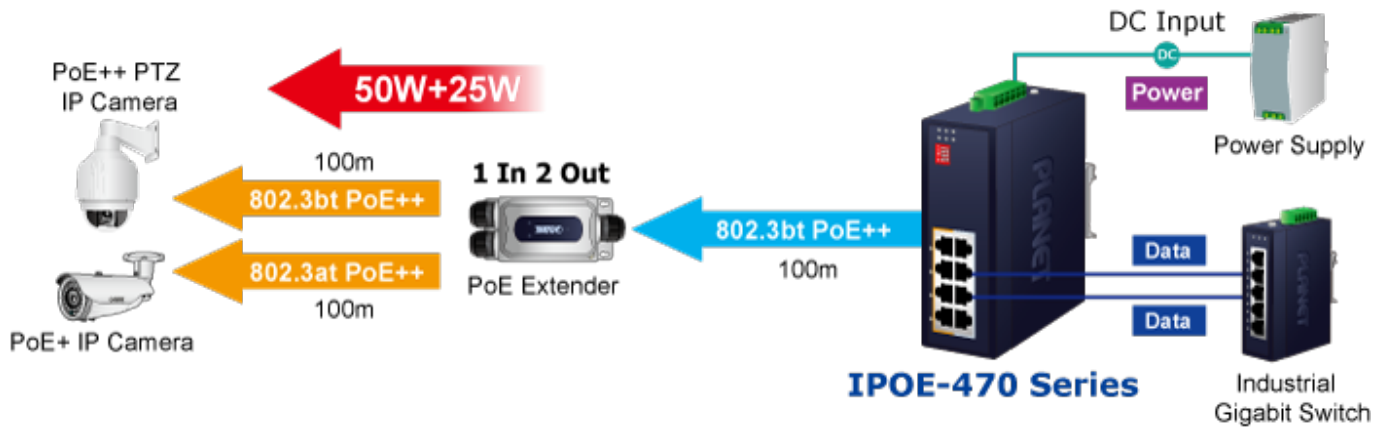 DC Input
DC
Power
Power Supply
PoE++ PTZ
IP Camera
50W+25W
100m
802.3bt PoE++
1 In 2 Out
802.3at PoE++
100m
PoE Extender
PoE+ IP Camera
802.3bt PoE++
100m
PLANET
IPOE-470 Series
Data
Data
PLANET
Industrial
Gigabit Switch